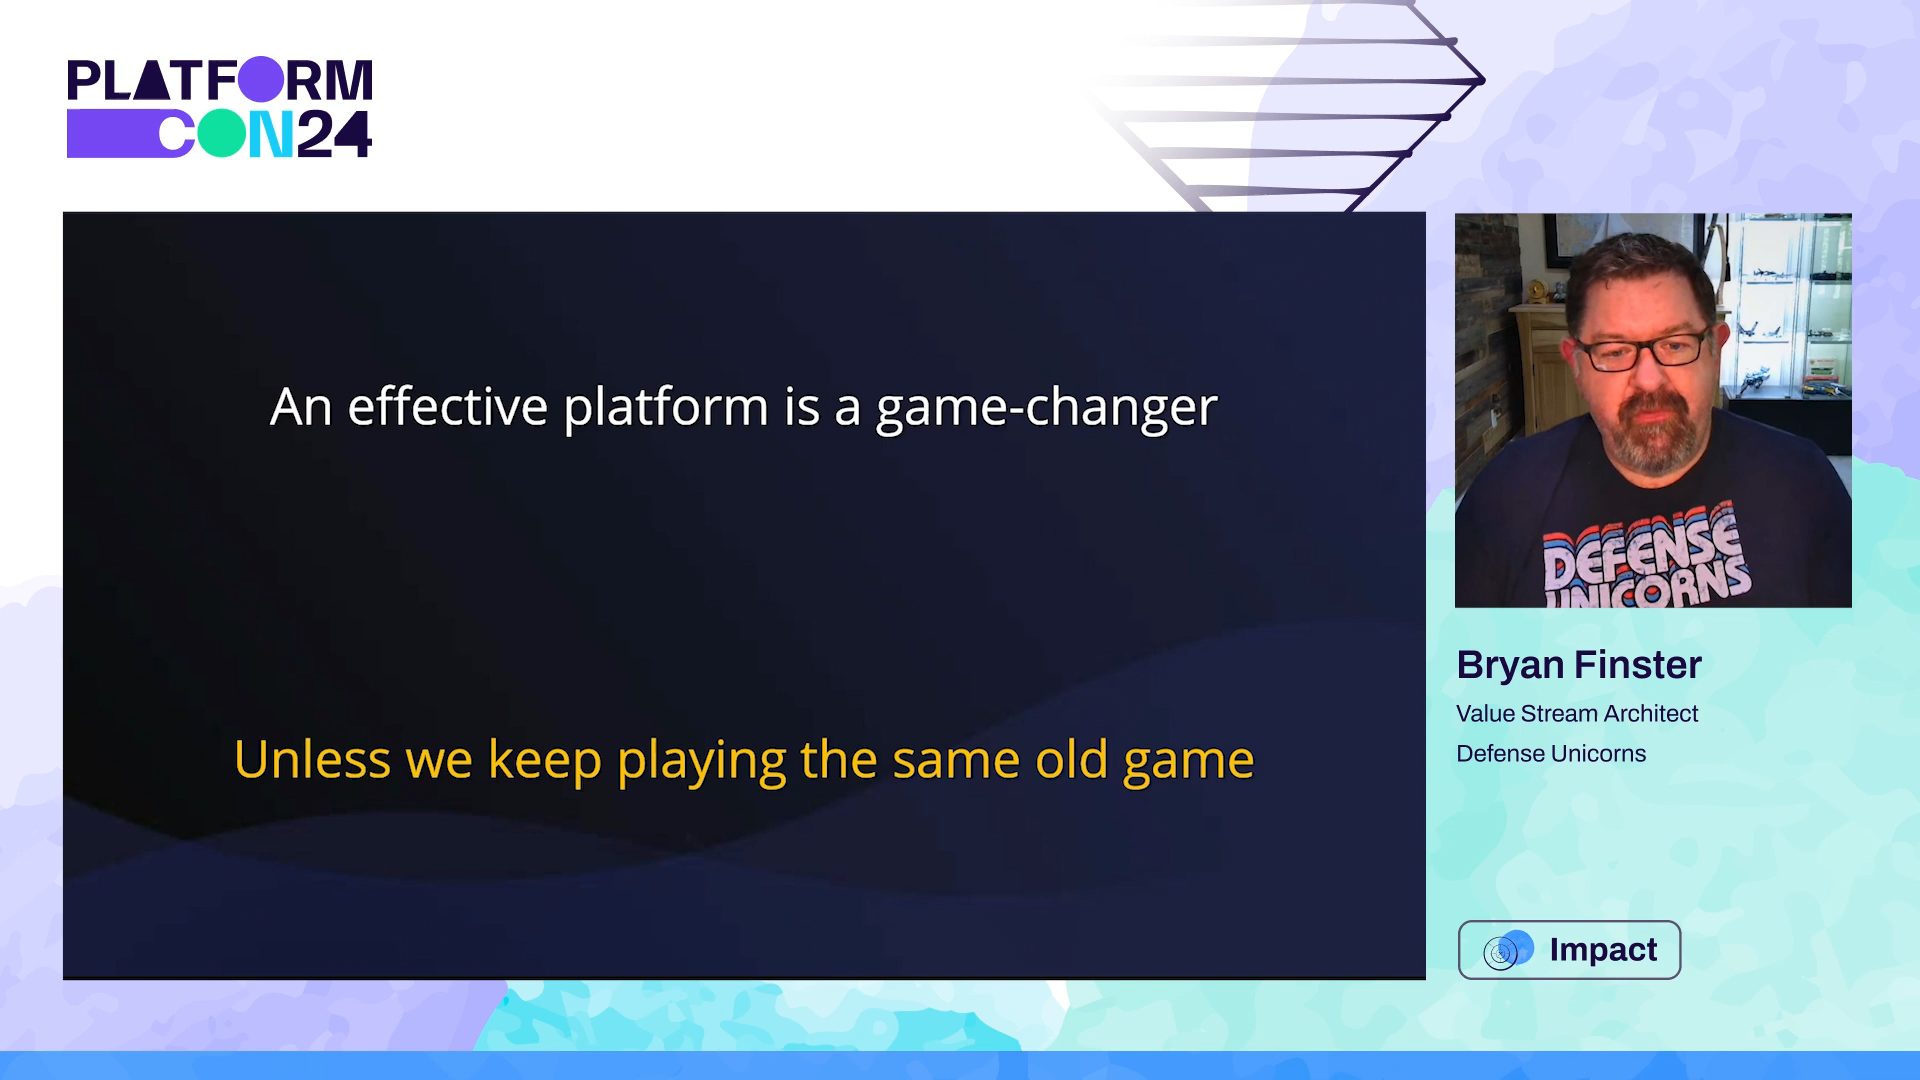 PLATFORM
CON24
An effective platform is a game-changer
Unless we keep playing the same old game
DEFENSE
UNICORNS
Bryan Finster
Value Stream Architect
Defense Unicorns
Impact